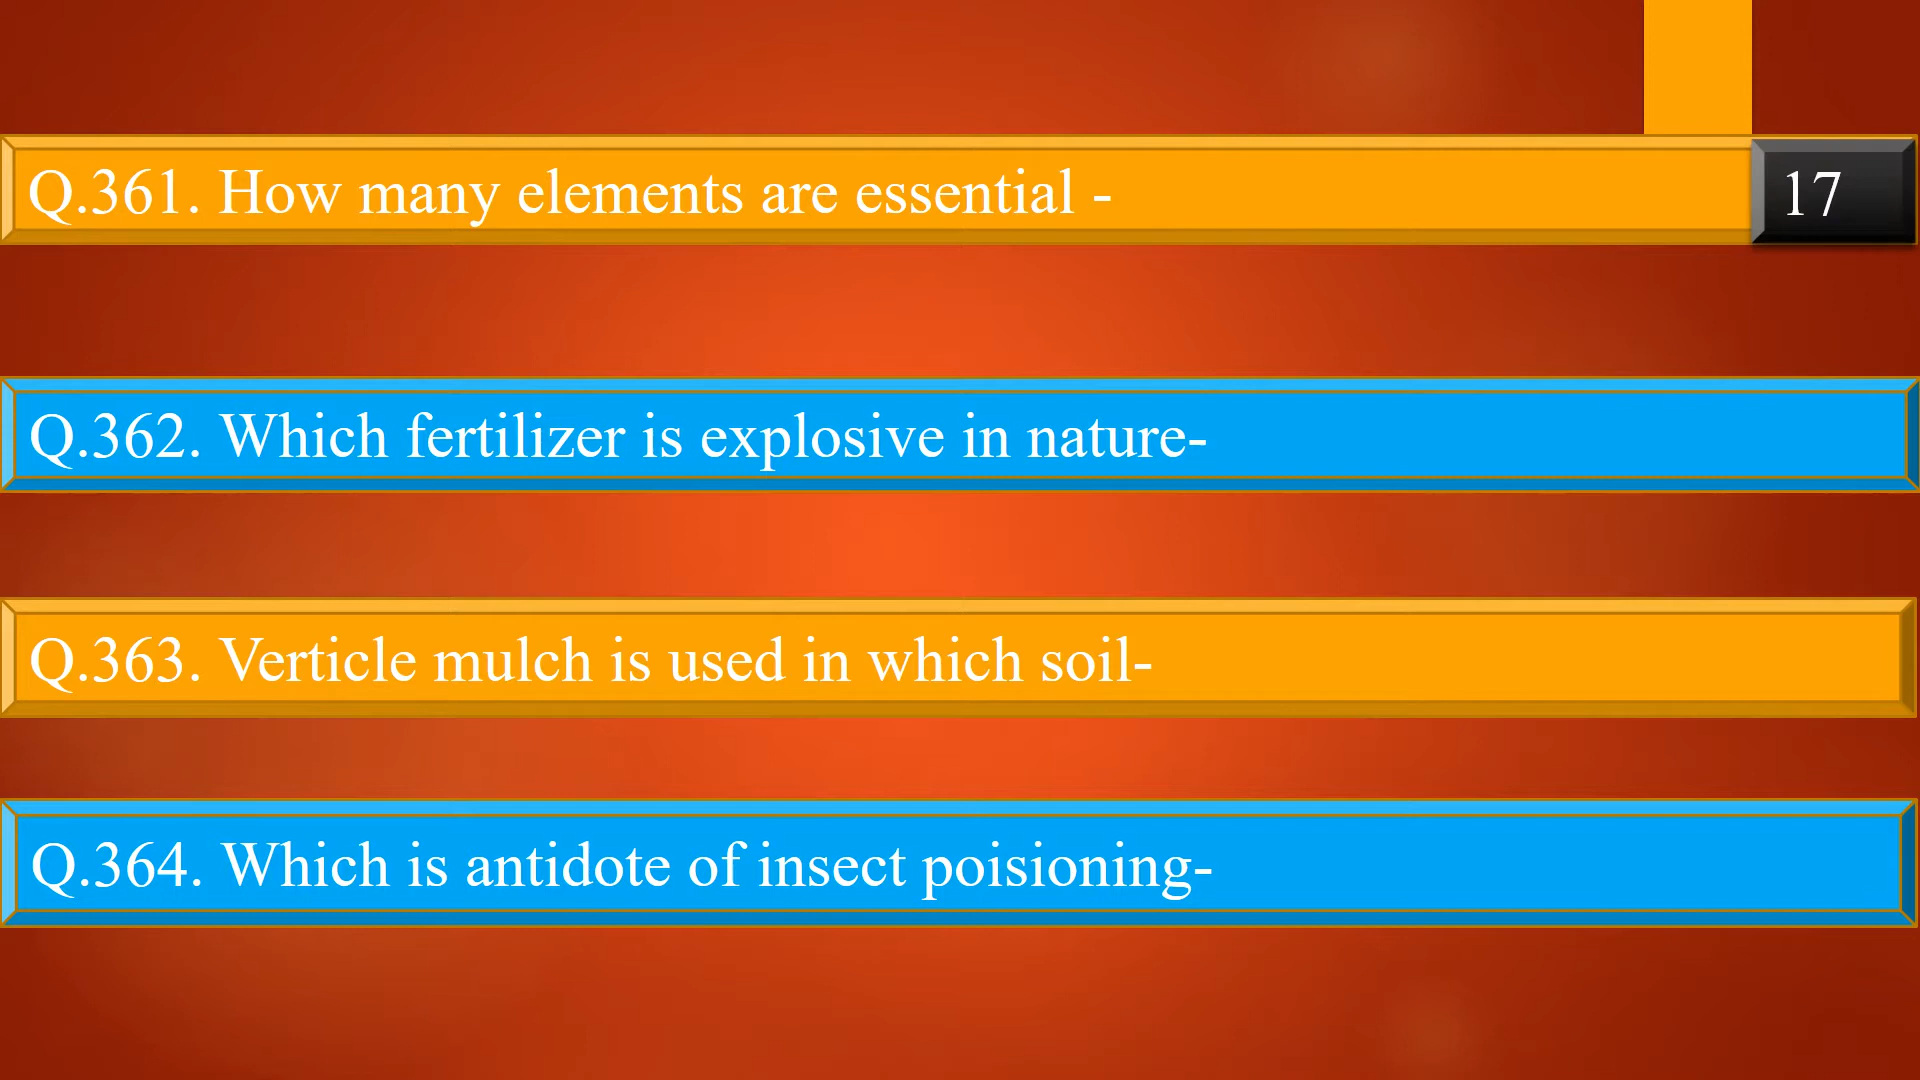 Q.361. How many elements are essential - 17
Q.362. Which fertilizer is explosive in nature-
Q.363. Verticle mulch is used in which soil-
Q.364. Which is antidote of insect poisioning-